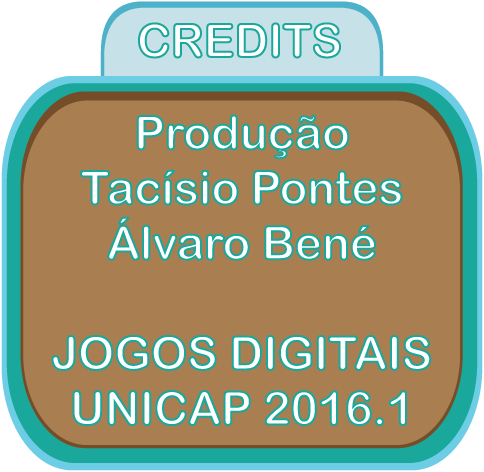 CREDITS
Produção
Tacísio Pontes
Álvaro Bené
JOGOS DIGITAIS
UNICAP 2016.1